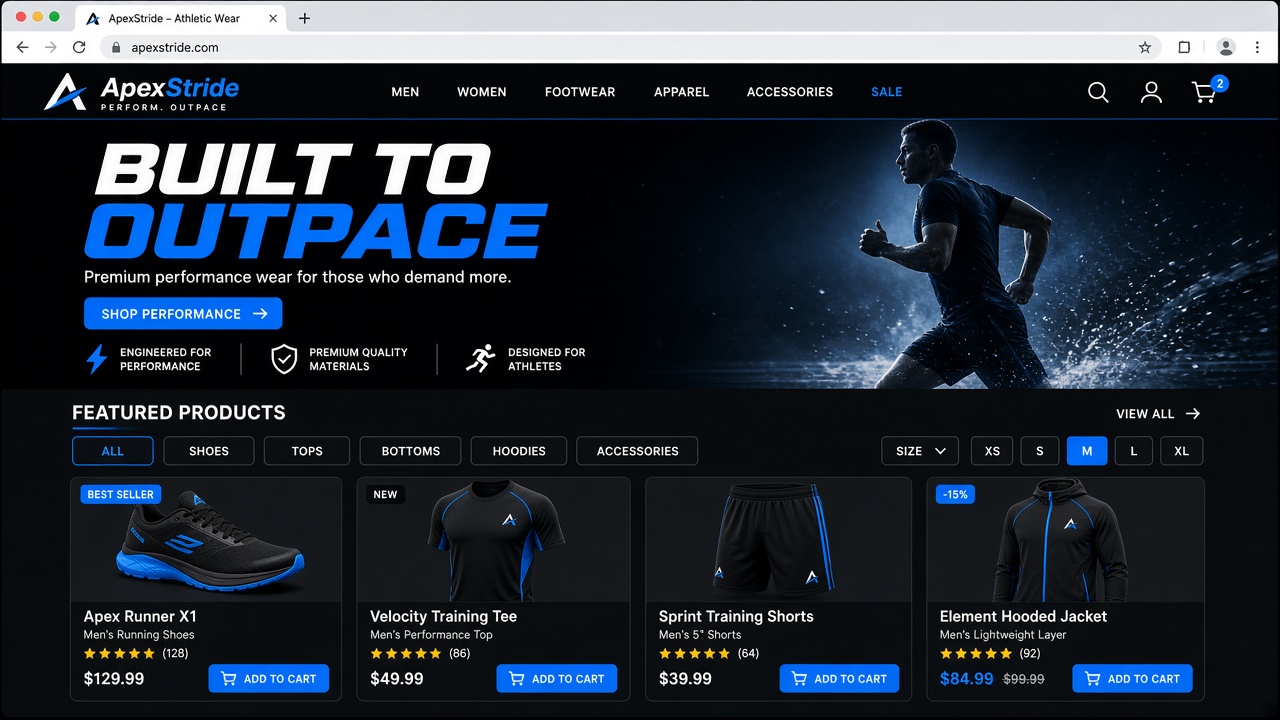 ApexStride – Athletic Wear
apexstride.com
ApexStride
PERFORM. OUTPACE
MEN
WOMEN
FOOTWEAR
APPAREL
ACCESSORIES
SALE
2
BUILT TO
OUTPACE
Premium performance wear for those who demand more.
SHOP PERFORMANCE →
ENGINEERED FOR
PERFORMANCE
PREMIUM QUALITY
MATERIALS
DESIGNED FOR
ATHLETES
FEATURED PRODUCTS
VIEW ALL →
ALL
SHOES
TOPS
BOTTOMS
HOODIES
ACCESSORIES
SIZE
XS
S
M
L
XL
BEST SELLER
Apex Runner X1
Men's Running Shoes
★★★★★ (128)
$129.99
ADD TO CART
NEW
Velocity Training Tee
Men's Performance Top
★★★★★ (86)
$49.99
ADD TO CART
Sprint Training Shorts
Men's 5" Shorts
★★★★★ (64)
$39.99
ADD TO CART
-15%
Element Hooded Jacket
Men's Lightweight Layer
★★★★★ (92)
$84.99 $99.99
ADD TO CART